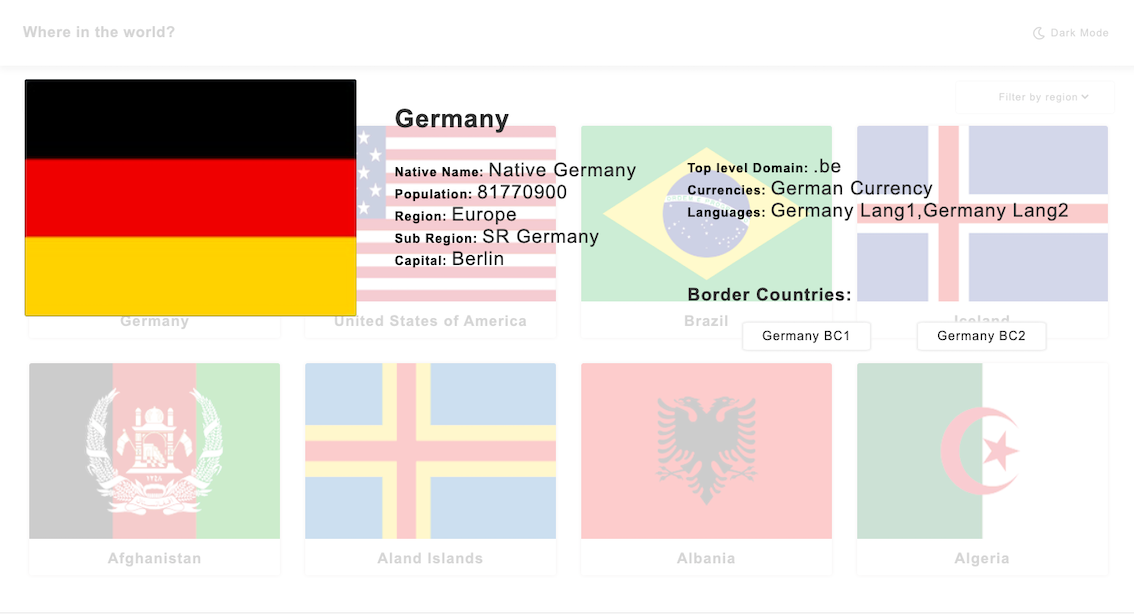 Where in the world?
Dark Mode
Filter by region
Germany
Native Name: Native Germany
Population: 81770900
Region: Europe
Sub Region: SR Germany
Capital: Berlin
Top level Domain: .be
Currencies: German Currency
Languages: Germany Lang1,Germany Lang2
Border Countries:
Germany BC1
Germany BC2
Germany
United States of America
Brazil
Iceland
Afghanistan
Aland Islands
Albania
Algeria